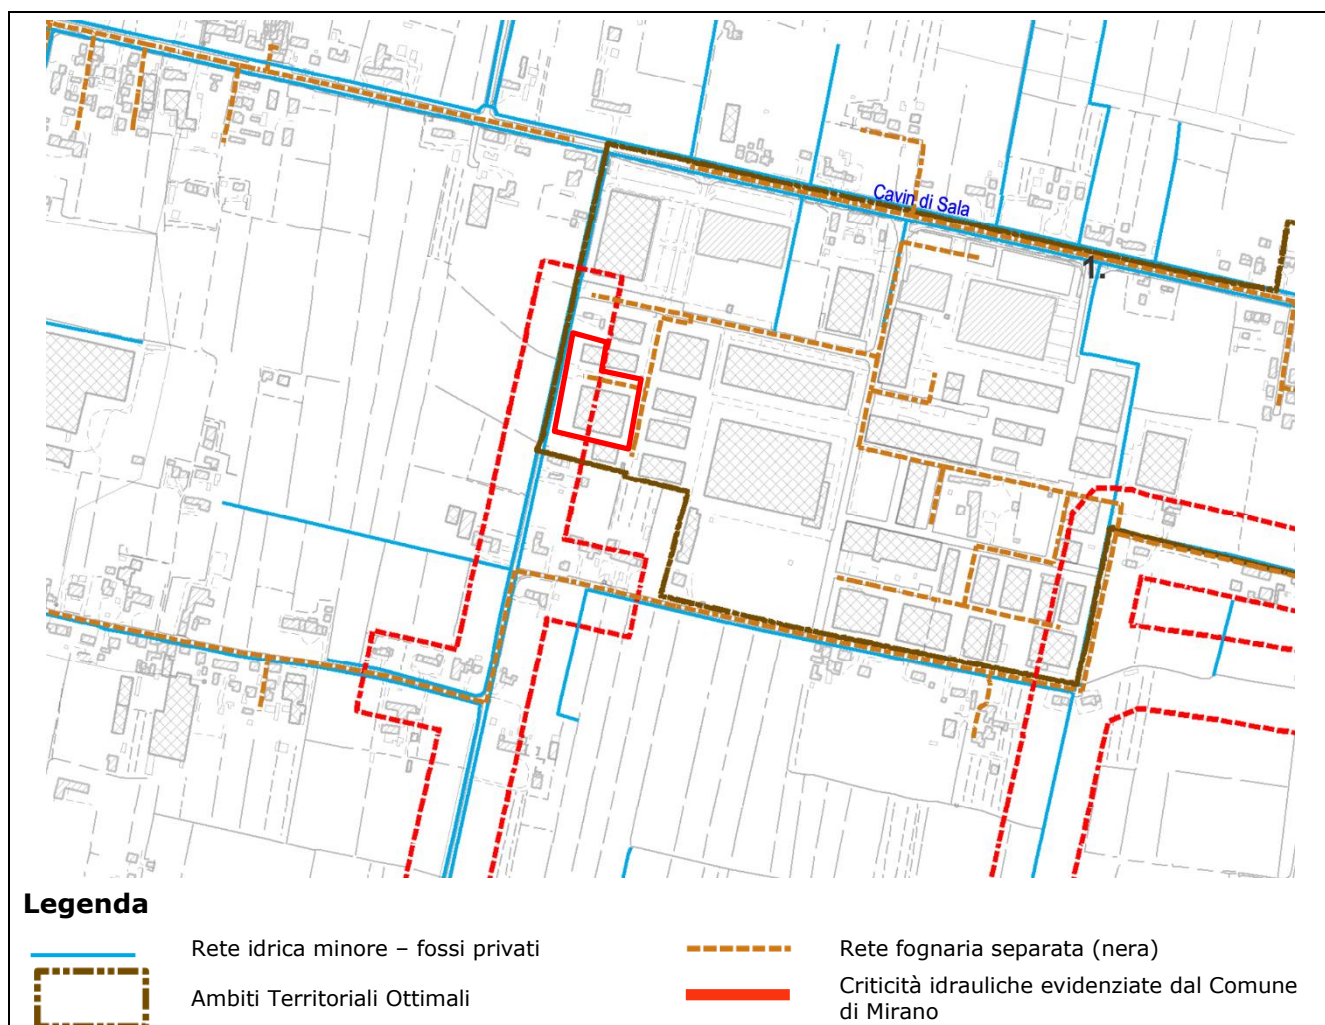 Cavin di Sala
1.
Legenda
Rete idrica minore – fossi privati
Rete fognaria separata (nera)
Ambiti Territoriali Ottimali
Criticità idrauliche evidenziate dal Comune
di Mirano